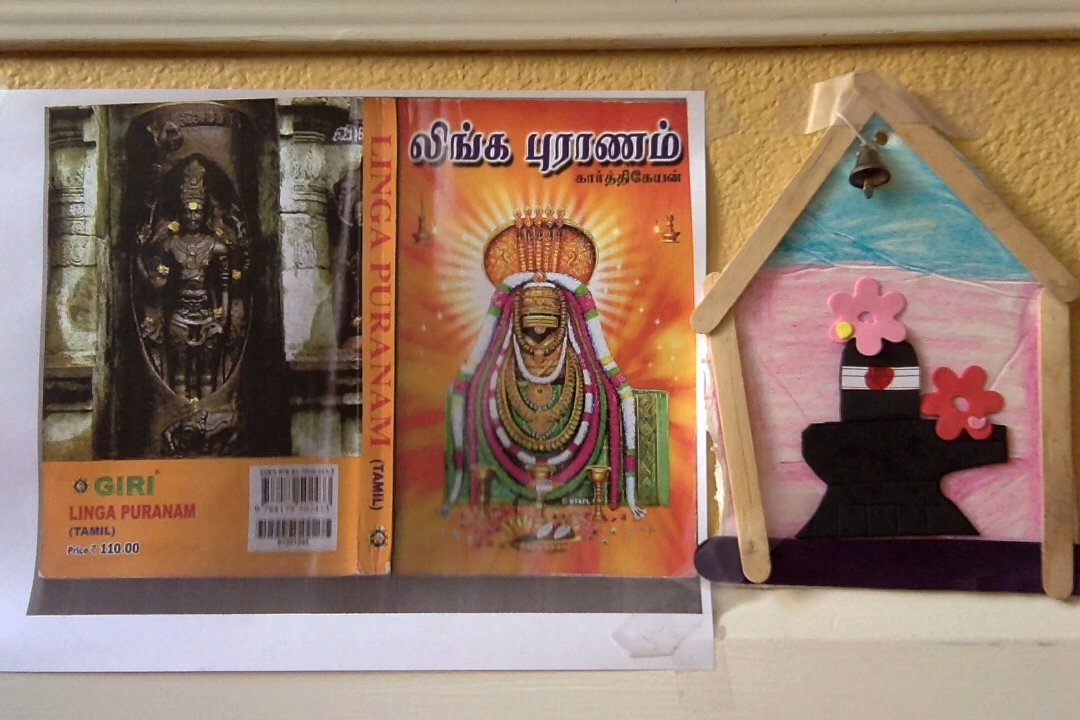 GIRI
LINGA PURANAM
(TAMIL)
Price ₹ 110.00
LINGA PURANAM (TAMIL)
லிங்க புராணம்
கார்த்திகேயன்